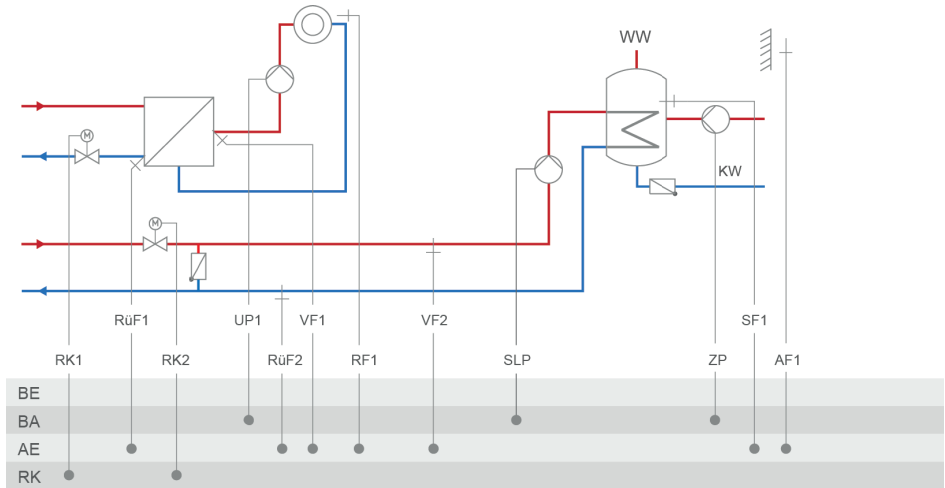 WW
M
KW
M
RüF1 UP1 VF1 VF2 SF1
RK1 RK2 RüF2 RF1 SLP ZP AF1
BE
BA
AE
RK